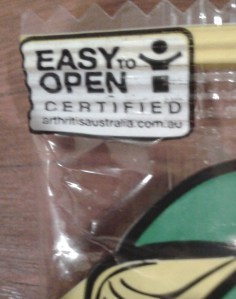 EASY TO
OPEN
CERTIFIED
arthritisaustralia.com.au